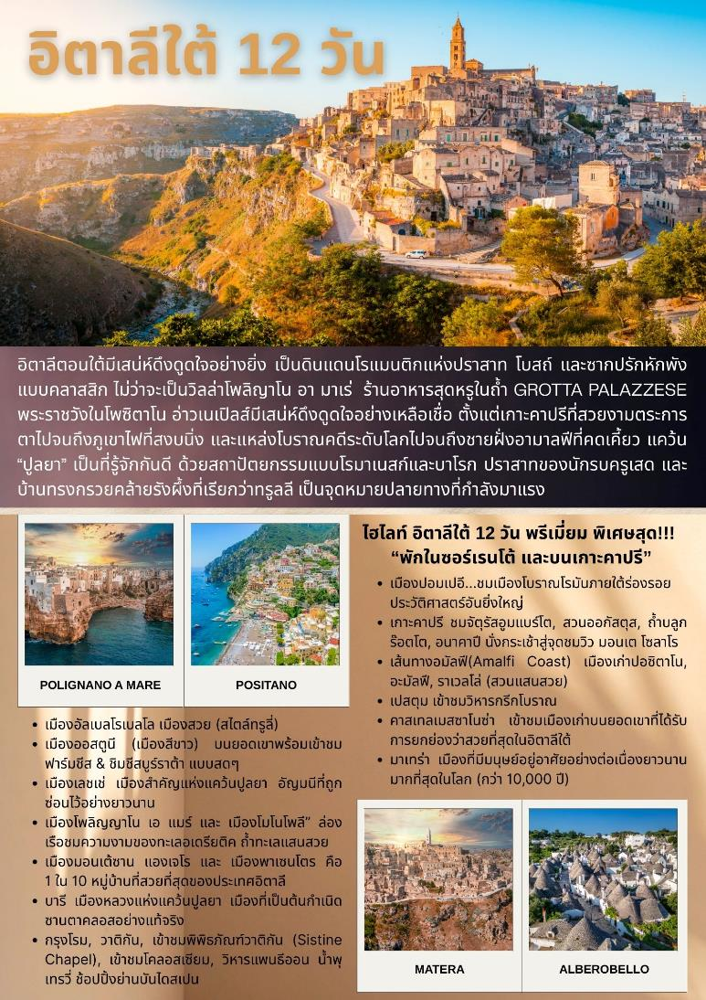 อิตาลีใต้ 12 วัน
อิตาลีตอนใต้มีเสน่ห์ดึงดูดใจอย่างยิ่ง เป็นดินแดนโรแมนติกแห่งปราสาท โบสถ์ และซากปรักหักพัง
แบบคลาสสิก ไม่ว่าจะเป็นวิลล่าโพลิญาโน อา มาเร่ ร้านอาหารสุดหรูในถ้ำ GROTTA PALAZZESE
พระราชวังในโพซิตาโน อ่าวเนเปิลส์มีเสน่ห์ดึงดูดใจอย่างเหลือเชื่อ ตั้งแต่เกาะคาปรีที่สวยงามตระการ
ตาไปจนถึงภูเขาไฟที่สงบนิ่ง และแหล่งโบราณคดีระดับโลกไปจนถึงชายฝั่งอามาลฟีที่คดเคี้ยว แคว้น
“ปูลยา” เป็นที่รู้จักกันดี ด้วยสถาปัตยกรรมแบบโรมาเนสก์และบาโรก ปราสาทของนักรบครูเสด และ
บ้านทรงกรวยคล้ายรังผึ้งที่เรียกว่าทรูลลี เป็นจุดหมายปลายทางที่กำลังมาแรง
POLIGNANO A MARE
POSITANO
ไฮไลท์ อิตาลีใต้ 12 วัน พรีเมี่ยม พิเศษสุด!!!
“พักในซอร์เรนโต้ และบนเกาะคาปรี”
• เมืองปอมเปอี...ชมเมืองโบราณโรมันภายใต้ร่องรอย
ประวัติศาสตร์อันยิ่งใหญ่
• เกาะคาปรี ชมจัตุรัสอูมแบร์โต, สวนออกัสตุส, ถ้ำบลูก
ร๊อตโต, อนาคาปี นั่งกระเช้าสู่จุดชมวิว มอนเต โซลาโร
• เส้นทางอมัลฟี(Amalfi Coast) เมืองเก่าปอซิตาโน,
อะมัลฟี, ราเวลโล่ (สวนแสนสวย)
• เปสตุม เข้าชมวิหารกรีกโบราณ
• คาสเทลเมสซาโนซ่า เข้าชมเมืองเก่าบนยอดเขาที่ได้รับ
การยกย่องว่าสวยที่สุดในอิตาลีใต้
• มาเทร่า เมืองที่มีมนุษย์อยู่อาศัยอย่างต่อเนื่องยาวนาน
มากที่สุดในโลก (กว่า 10,000 ปี)
• เมืองอัลเบลโรเบลโล เมืองสวย (สไตล์ทรูลี่)
• เมืองออสตูนี (เมืองสีขาว) บนยอดเขาพร้อมเข้าชม
ฟาร์มชีส & ชิมชีสบูร์ราต้า แบบสดๆ
• เมืองเลชเช่ เมืองสำคัญแห่งแคว้นปูลยา อัญมนีที่ถูก
ซ่อนไว้อย่างยาวนาน
• เมืองโพลิญญาโน เอ แมร์ และ เมืองโมโนโพลี” ล่อง
เรือชมความงามของทะเลอเดรียติค ถ้ำทะเลแสนสวย
• เมืองมอนเต้ซาน แองเจโร และ เมืองพาเซนโตร คือ
1 ใน 10 หมู่บ้านที่สวยที่สุดของประเทศอิตาลี
• บารี เมืองหลวงแห่งแคว้นปูลยา เมืองที่เป็นต้นกำเนิด
ซานตาคลอสอย่างแท้จริง
• กรุงโรม, วาติกัน, เข้าชมพิพิธภัณฑ์วาติกัน (Sistine
Chapel), เข้าชมโคลอสเซียม, วิหารแพนธีออน น้ำพุ
เทรวี่ ช้อปปิ้งย่านบันไดสเปน
MATERA
ALBEROBELLO